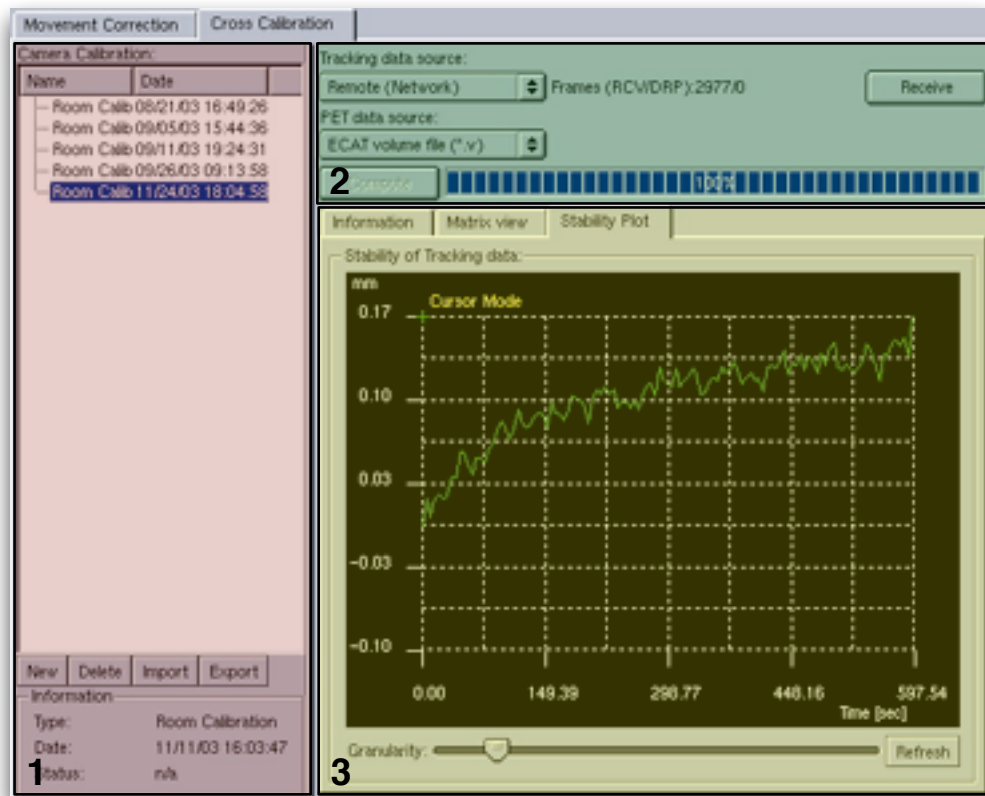 Movement Correction Cross Calibration
Camera Calibration:
Name Date
Room Calib 08/21/03 16:49:26
Room Calib 09/05/03 15:44:36
Room Calib 09/11/03 19:24:31
Room Calib 09/26/03 09:13:58
Room Calib 11/24/03 18:04:58
New Delete Import Export
Information
Type: Room Calibration
Date: 11/11/03 16:03:47
Status: n/a
1
Tracking data source:
Remote (Network) Frames (RCV/DRP):2977/0 Receive
PET data source:
ECAT volume file (*.v)
2 Compute 100%
Information Matrix view Stability Plot
Stability of Tracking data:
mm
Cursor Mode
0.17
0.10
0.03
-0.03
-0.10
0.00 149.39 298.77 448.16 597.54
Time [sec]
Granularity: Refresh
3